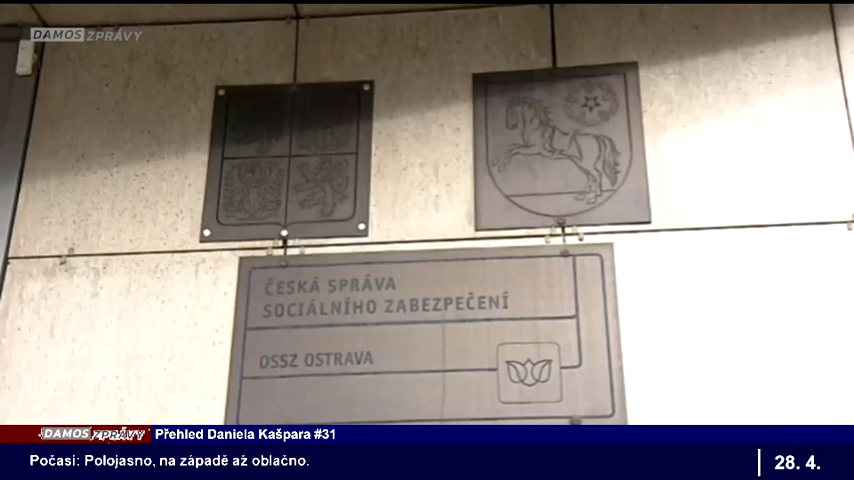 DAMOS ZPRÁVY
ČESKÁ SPRÁVA
SOCIÁLNÍHO ZABEZPEČENÍ
OSSZ OSTRAVA
DAMOS ZPRÁVY Přehled Daniela Kašpara #31
Počasí: Polojasno, na západě až oblačno.
28. 4.